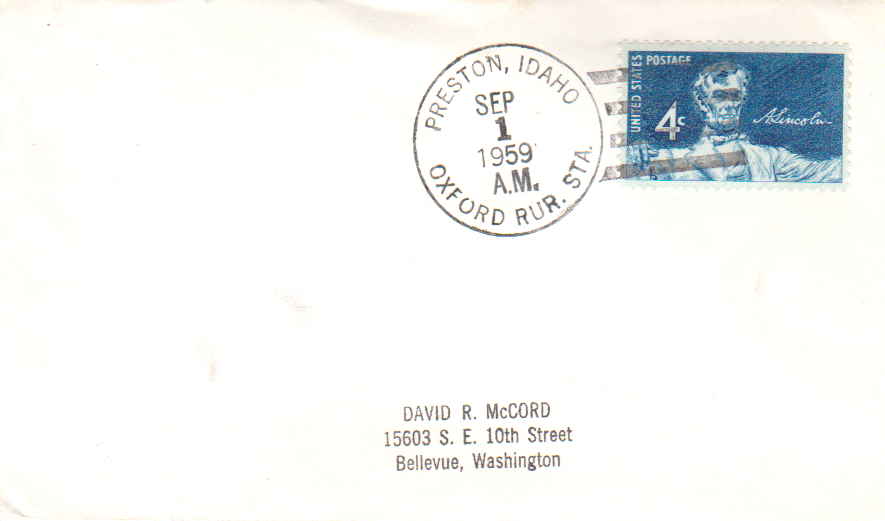 PRESTON, IDAHO
SEP
1
1959
A.M.
OXFORD RUR. STA.
UNITED STATES
POSTAGE
4c
A. Lincoln
DAVID R. McCORD
15603 S. E. 10th Street
Bellevue, Washington